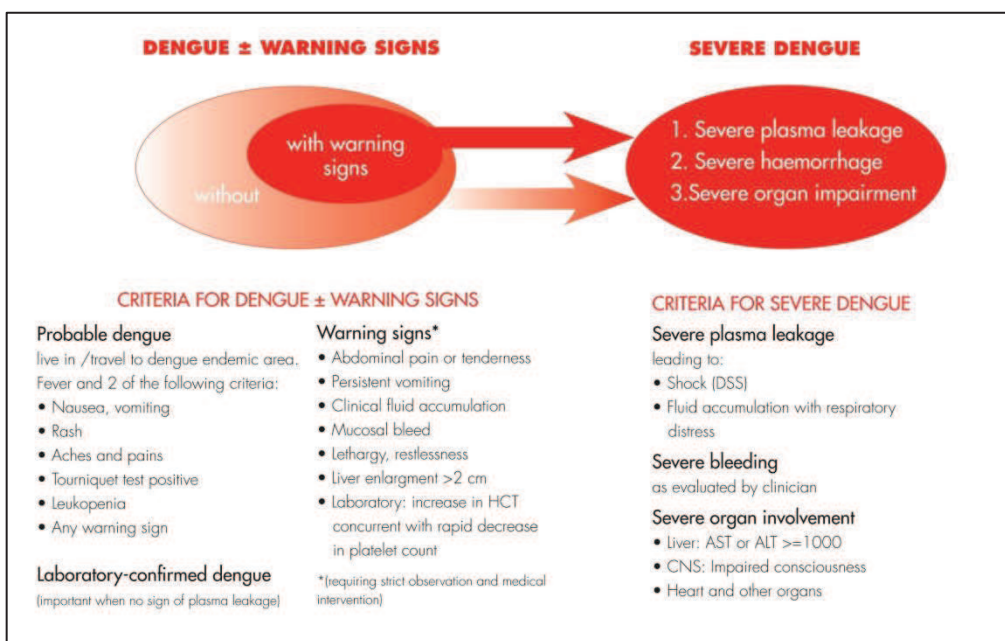 DENGUE ± WARNING SIGNS
SEVERE DENGUE
with warning
signs
without
1. Severe plasma leakage
2. Severe haemorrhage
3.Severe organ impairment
CRITERIA FOR DENGUE ± WARNING SIGNS
Probable dengue
live in /travel to dengue endemic area.
Fever and 2 of the following criteria:
• Nausea, vomiting
• Rash
• Aches and pains
• Tourniquet test positive
• Leukopenia
• Any warning sign
Laboratory-confirmed dengue
(important when no sign of plasma leakage)
Warning signs*
• Abdominal pain or tenderness
• Persistent vomiting
• Clinical fluid accumulation
• Mucosal bleed
• Lethargy, restlessness
• Liver enlargment >2 cm
• Laboratory: increase in HCT
concurrent with rapid decrease
in platelet count
*(requiring strict observation and medical
intervention)
CRITERIA FOR SEVERE DENGUE
Severe plasma leakage
leading to:
• Shock (DSS)
• Fluid accumulation with respiratory
distress
Severe bleeding
as evaluated by clinician
Severe organ involvement
• Liver: AST or ALT >=1000
• CNS: Impaired consciousness
• Heart and other organs